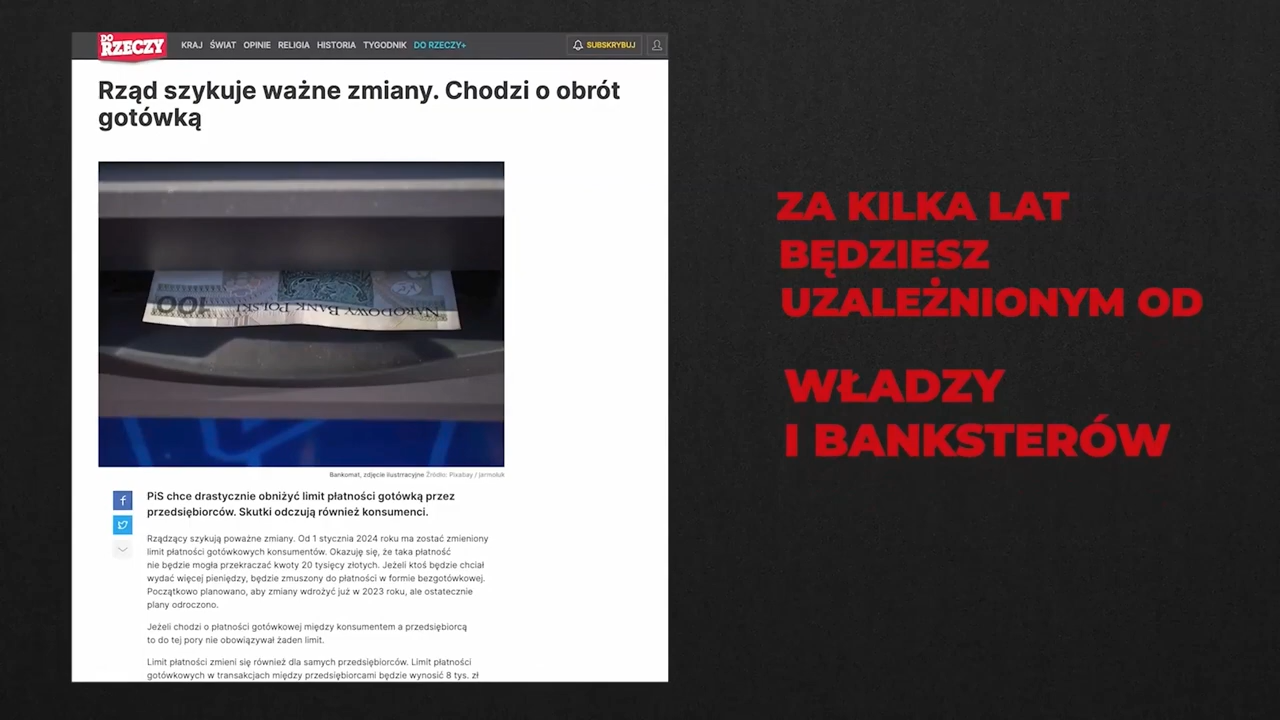 DO RZECZY
KRAJ ŚWIAT OPINIE RELIGIA HISTORIA TYGODNIK DO RZECZY+ SUBSKRYBUJ
Rząd szykuje ważne zmiany. Chodzi o obrót
gotówką
100 NARODOWY BANK POLSKI
Bankomat, zdjęcie ilustrracyjne Źródło: Pixabay / jarmoluk
PiS chce drastycznie obniżyć limit płatności gotówką przez
przedsiębiorców. Skutki odczują również konsumenci.
Rządzący szykują poważne zmiany. Od 1 stycznia 2024 roku ma zostać zmieniony
limit płatności gotówkowych konsumentów. Okazuję się, że taka płatność
nie będzie mogła przekraczać kwoty 20 tysięcy złotych. Jeżeli ktoś będzie chciał
wydać więcej pieniędzy, będzie zmuszony do płatności w formie bezgotówkowej.
Początkowo planowano, aby zmiany wdrożyć już w 2023 roku, ale ostatecznie
plany odroczono.
Jeżeli chodzi o płatności gotówkowej między konsumentem a przedsiębiorcą
to do tej pory nie obowiązywał żaden limit.
Limit płatności zmieni się również dla samych przedsiębiorców. Limit płatności
gotówkowych w transakcjach między przedsiębiorcami będzie wynosić 8 tys. zł
ZA KILKA LAT
BĘDZIESZ
UZALEŻNIONYM OD
WŁADZY
I BANKSTERÓW